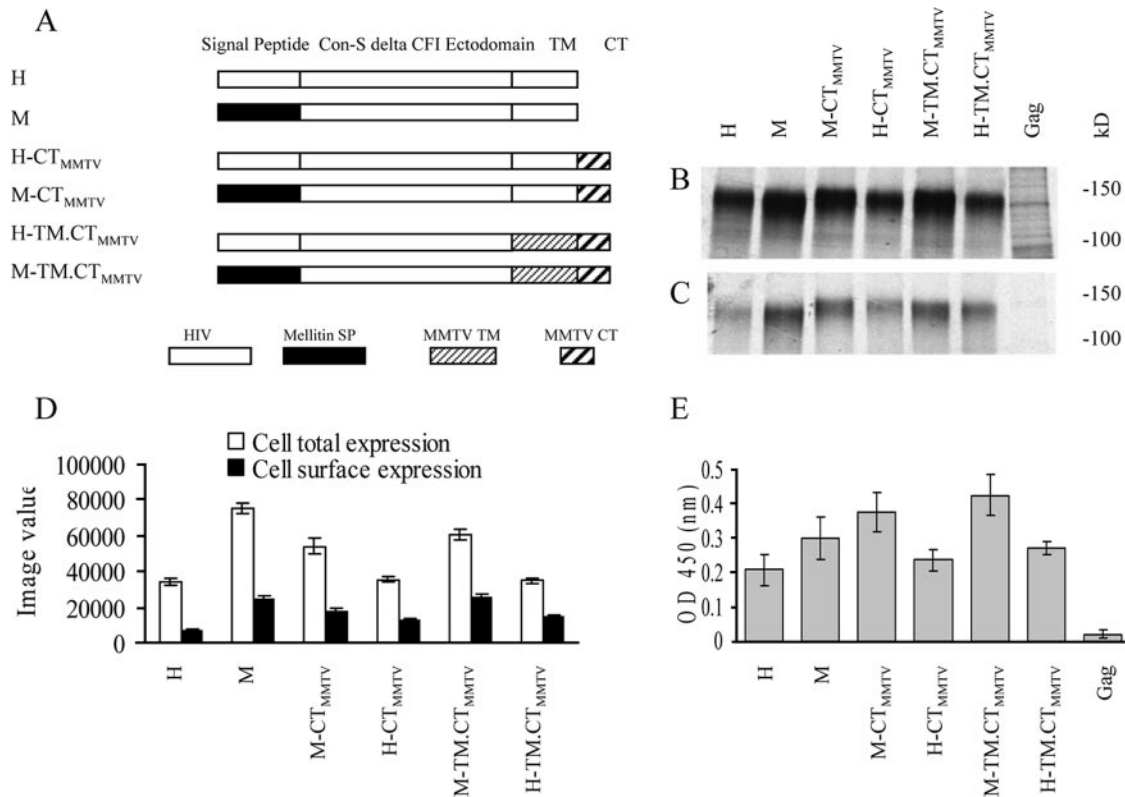 A
Signal Peptide Con-S delta CFI Ectodomain TM CT
H
M
H-CTMMTV
M-CTMMTV
H-TM.CTMMTV
M-TM.CTMMTV
HIV Mellitin SP MMTV TM MMTV CT
H M M-CTMMTV H-CTMMTV M-TM.CTMMTV H-TM.CTMMTV Gag kD
B
-150
-100
C
-150
-100
D
Cell total expression
Cell surface expression
Image value
100000
80000
60000
40000
20000
0
H M M-CTMMTV H-CTMMTV M-TM.CTMMTV H-TM.CTMMTV
E
OD 450 (nm)
0.5
0.4
0.3
0.2
0.1
0
H M M-CTMMTV H-CTMMTV M-TM.CTMMTV H-TM.CTMMTV Gag